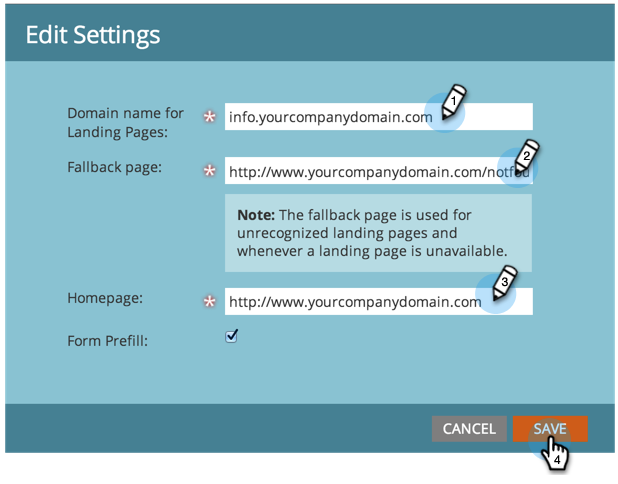 Edit Settings
Domain name for
Landing Pages:
* info.yourcompanydomain.com
1
Fallback page:
* http://www.yourcompanydomain.com/
2
Note: The fallback page is used for
unrecognized landing pages and
whenever a landing page is unavailable.
Homepage:
* http://www.yourcompanydomain.com
3
Form Prefill:
CANCEL
SAVE
4